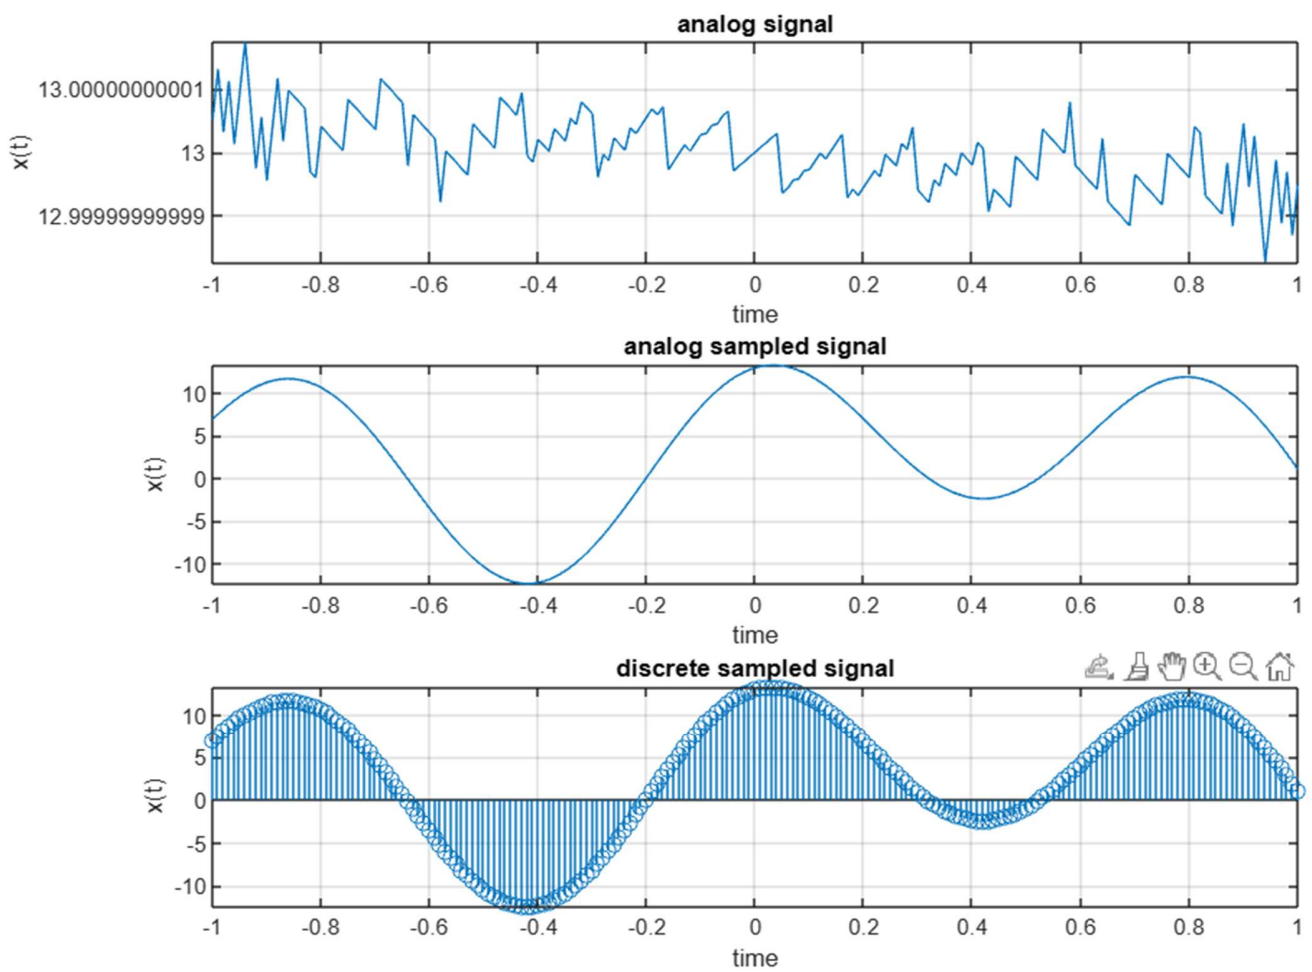 analog signal
13.00000000001
13
12.99999999999
x(t)
-1 -0.8 -0.6 -0.4 -0.2 0 0.2 0.4 0.6 0.8 1
time
analog sampled signal
10
5
0
-5
-10
x(t)
-1 -0.8 -0.6 -0.4 -0.2 0 0.2 0.4 0.6 0.8 1
time
discrete sampled signal
10
5
0
-5
-10
x(t)
-1 -0.8 -0.6 -0.4 -0.2 0 0.2 0.4 0.6 0.8 1
time